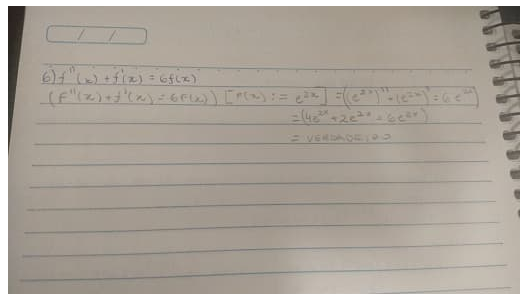 / /
6) f''(x) + f'(x) = 6f(x)
(f''(x) + f'(x) = 6f(x)) [f(x) := e^{2x}] = ((e^{2x})'' + (e^{2x})' = 6e^{2x})
= (4e^{2x} + 2e^{2x} = 6e^{2x})
= VERDADEIRO